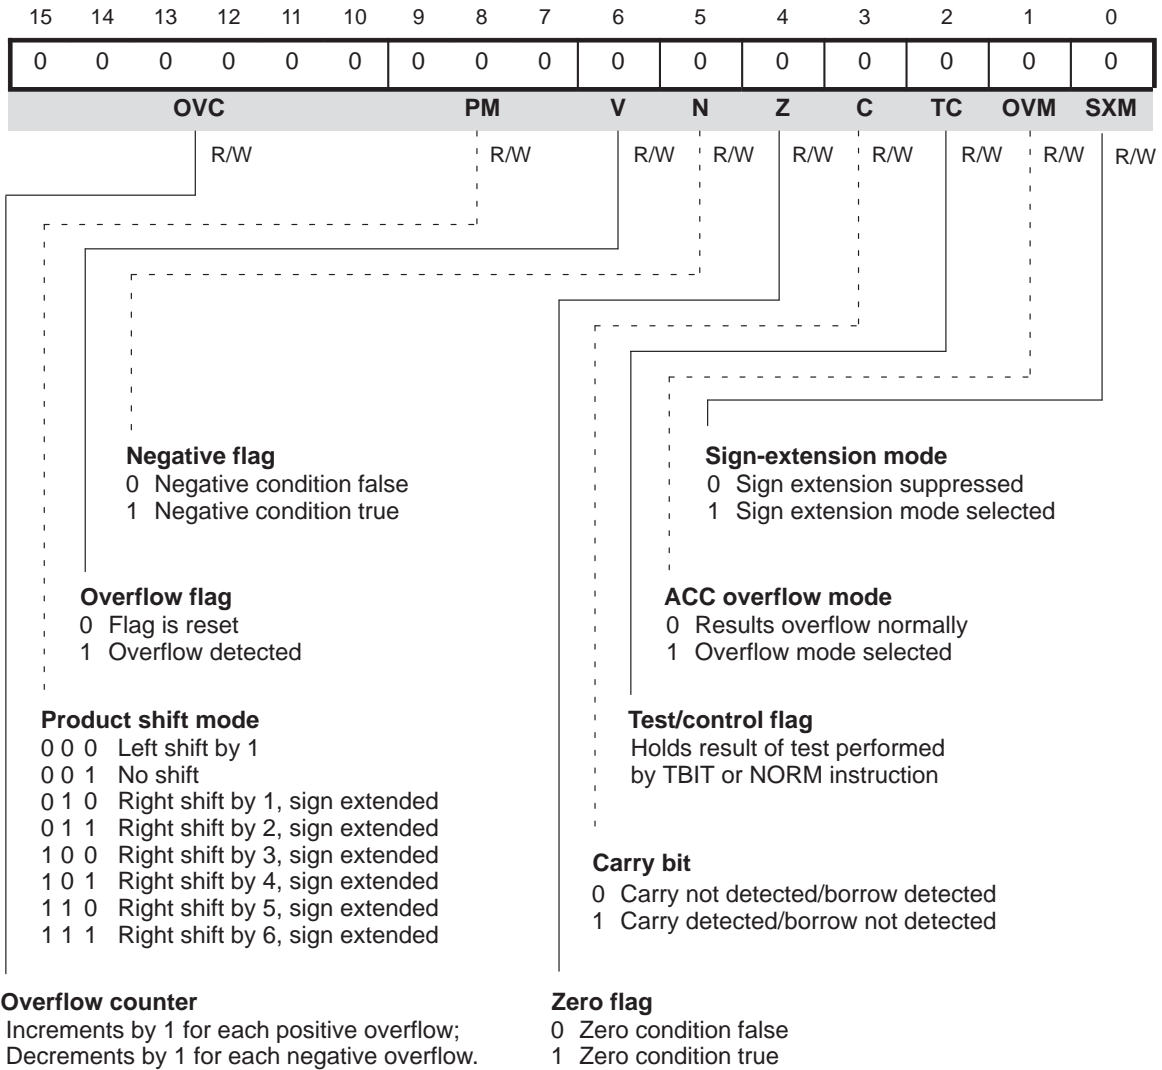 15 14 13 12 11 10 9 8 7 6 5 4 3 2 1 0
0 0 0 0 0 0 0 0 0 0 0 0 0 0 0 0
OVC PM V N Z C TC OVM SXM
R/W R/W R/W R/W R/W R/W R/W R/W R/W
Negative flag
0 Negative condition false
1 Negative condition true
Sign-extension mode
0 Sign extension suppressed
1 Sign extension mode selected
Overflow flag
0 Flag is reset
1 Overflow detected
ACC overflow mode
0 Results overflow normally
1 Overflow mode selected
Product shift mode
0 0 0 Left shift by 1
0 0 1 No shift
0 1 0 Right shift by 1, sign extended
0 1 1 Right shift by 2, sign extended
1 0 0 Right shift by 3, sign extended
1 0 1 Right shift by 4, sign extended
1 1 0 Right shift by 5, sign extended
1 1 1 Right shift by 6, sign extended
Test/control flag
Holds result of test performed
by TBIT or NORM instruction
Carry bit
0 Carry not detected/borrow detected
1 Carry detected/borrow not detected
Overflow counter
Increments by 1 for each positive overflow;
Decrements by 1 for each negative overflow.
Zero flag
0 Zero condition false
1 Zero condition true